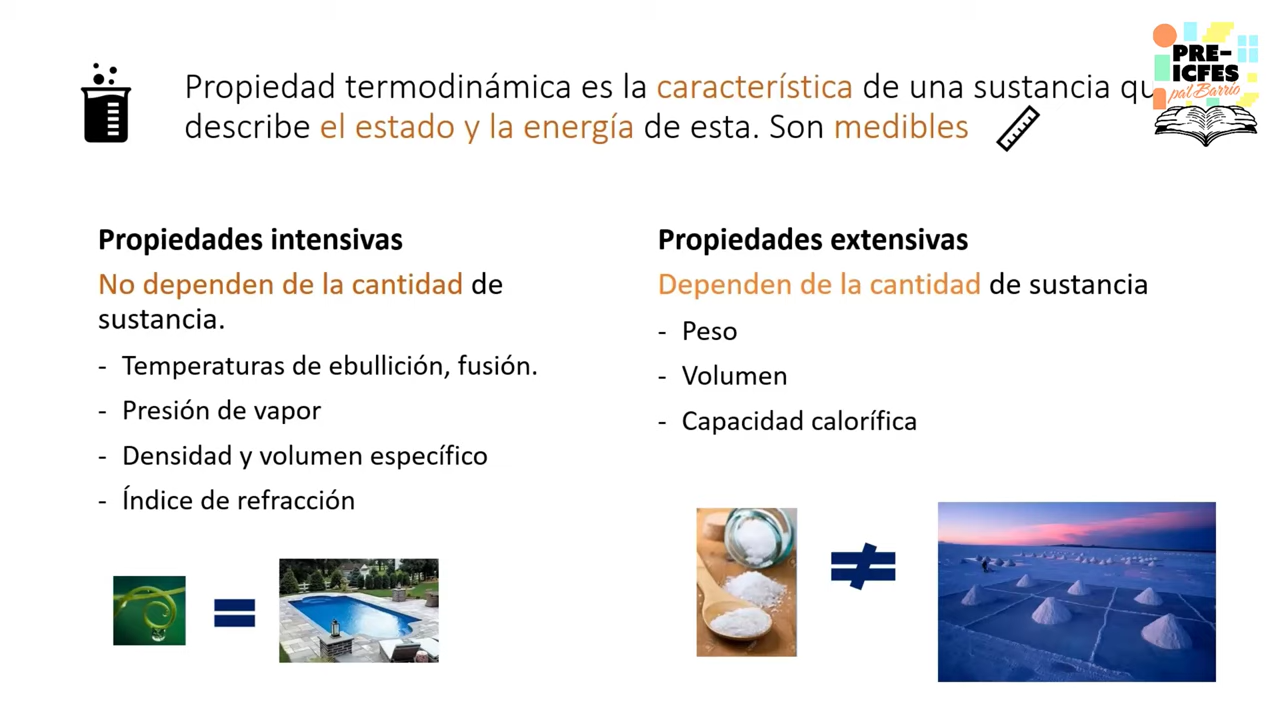 PRE-
ICFES
pa'l Barrio
Propiedad termodinámica es la característica de una sustancia qu
describe el estado y la energía de esta. Son medibles
Propiedades intensivas
No dependen de la cantidad de
sustancia.
- Temperaturas de ebullición, fusión.
- Presión de vapor
- Densidad y volumen específico
- Índice de refracción
Propiedades extensivas
Dependen de la cantidad de sustancia
- Peso
- Volumen
- Capacidad calorífica